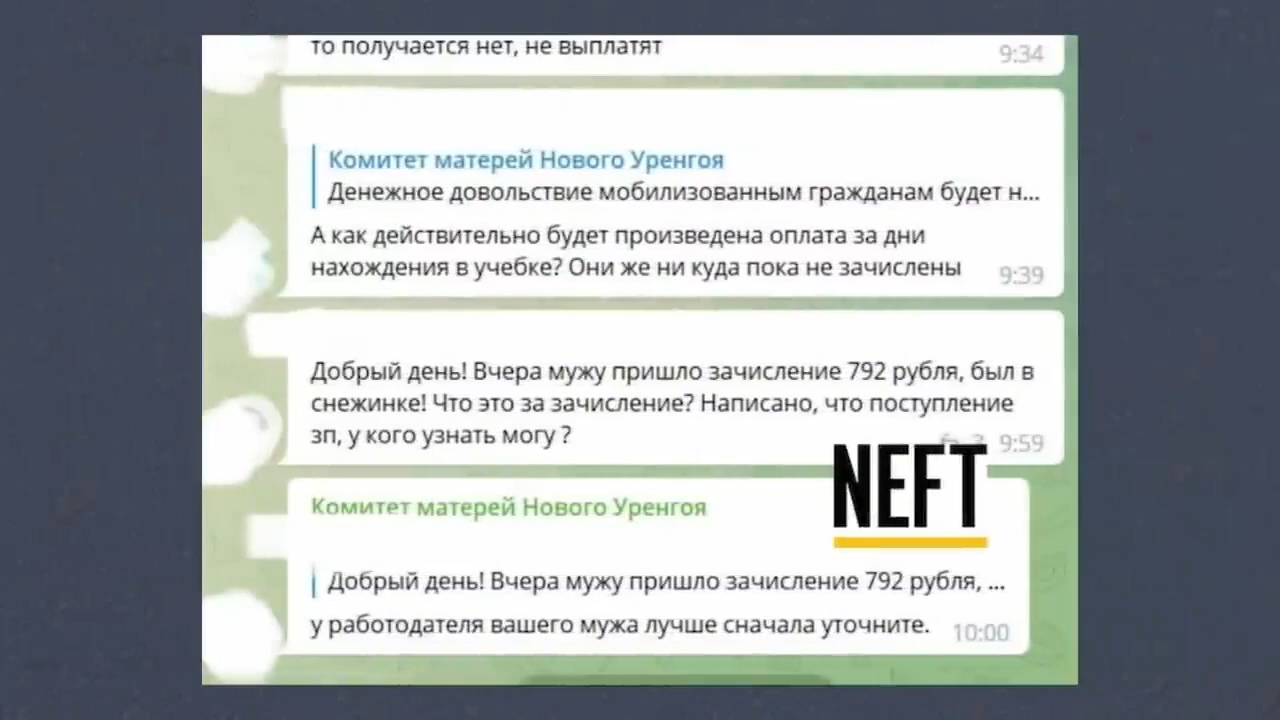 то получается нет, не выплатят
9:34
Комитет матерей Нового Уренгоя
Денежное довольствие мобилизованным гражданам будет н...
А как действительно будет произведена оплата за дни
нахождения в учебке? Они же ни куда пока не зачислены
9:39
Добрый день! Вчера мужу пришло зачисление 792 рубля, был в
снежинке! Что это за зачисление? Написано, что поступление
зп, у кого узнать могу ?
9:59
NEFT
Комитет матерей Нового Уренгоя
Добрый день! Вчера мужу пришло зачисление 792 рубля, ...
у работодателя вашего мужа лучше сначала уточните.
10:00